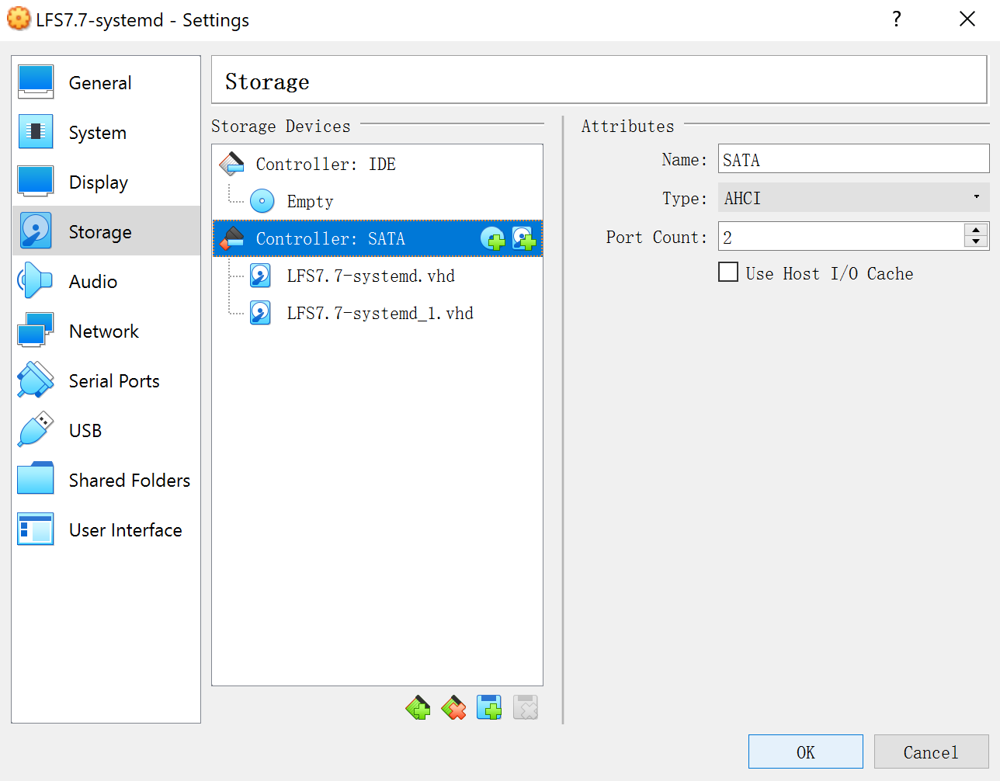 LFS7.7-systemd - Settings
?
General
System
Display
Storage
Audio
Network
Serial Ports
USB
Shared Folders
User Interface
Storage
Storage Devices
Controller: IDE
Empty
Controller: SATA
LFS7.7-systemd.vhd
LFS7.7-systemd_1.vhd
Attributes
Name: SATA
Type: AHCI
Port Count: 2
Use Host I/O Cache
OK
Cancel